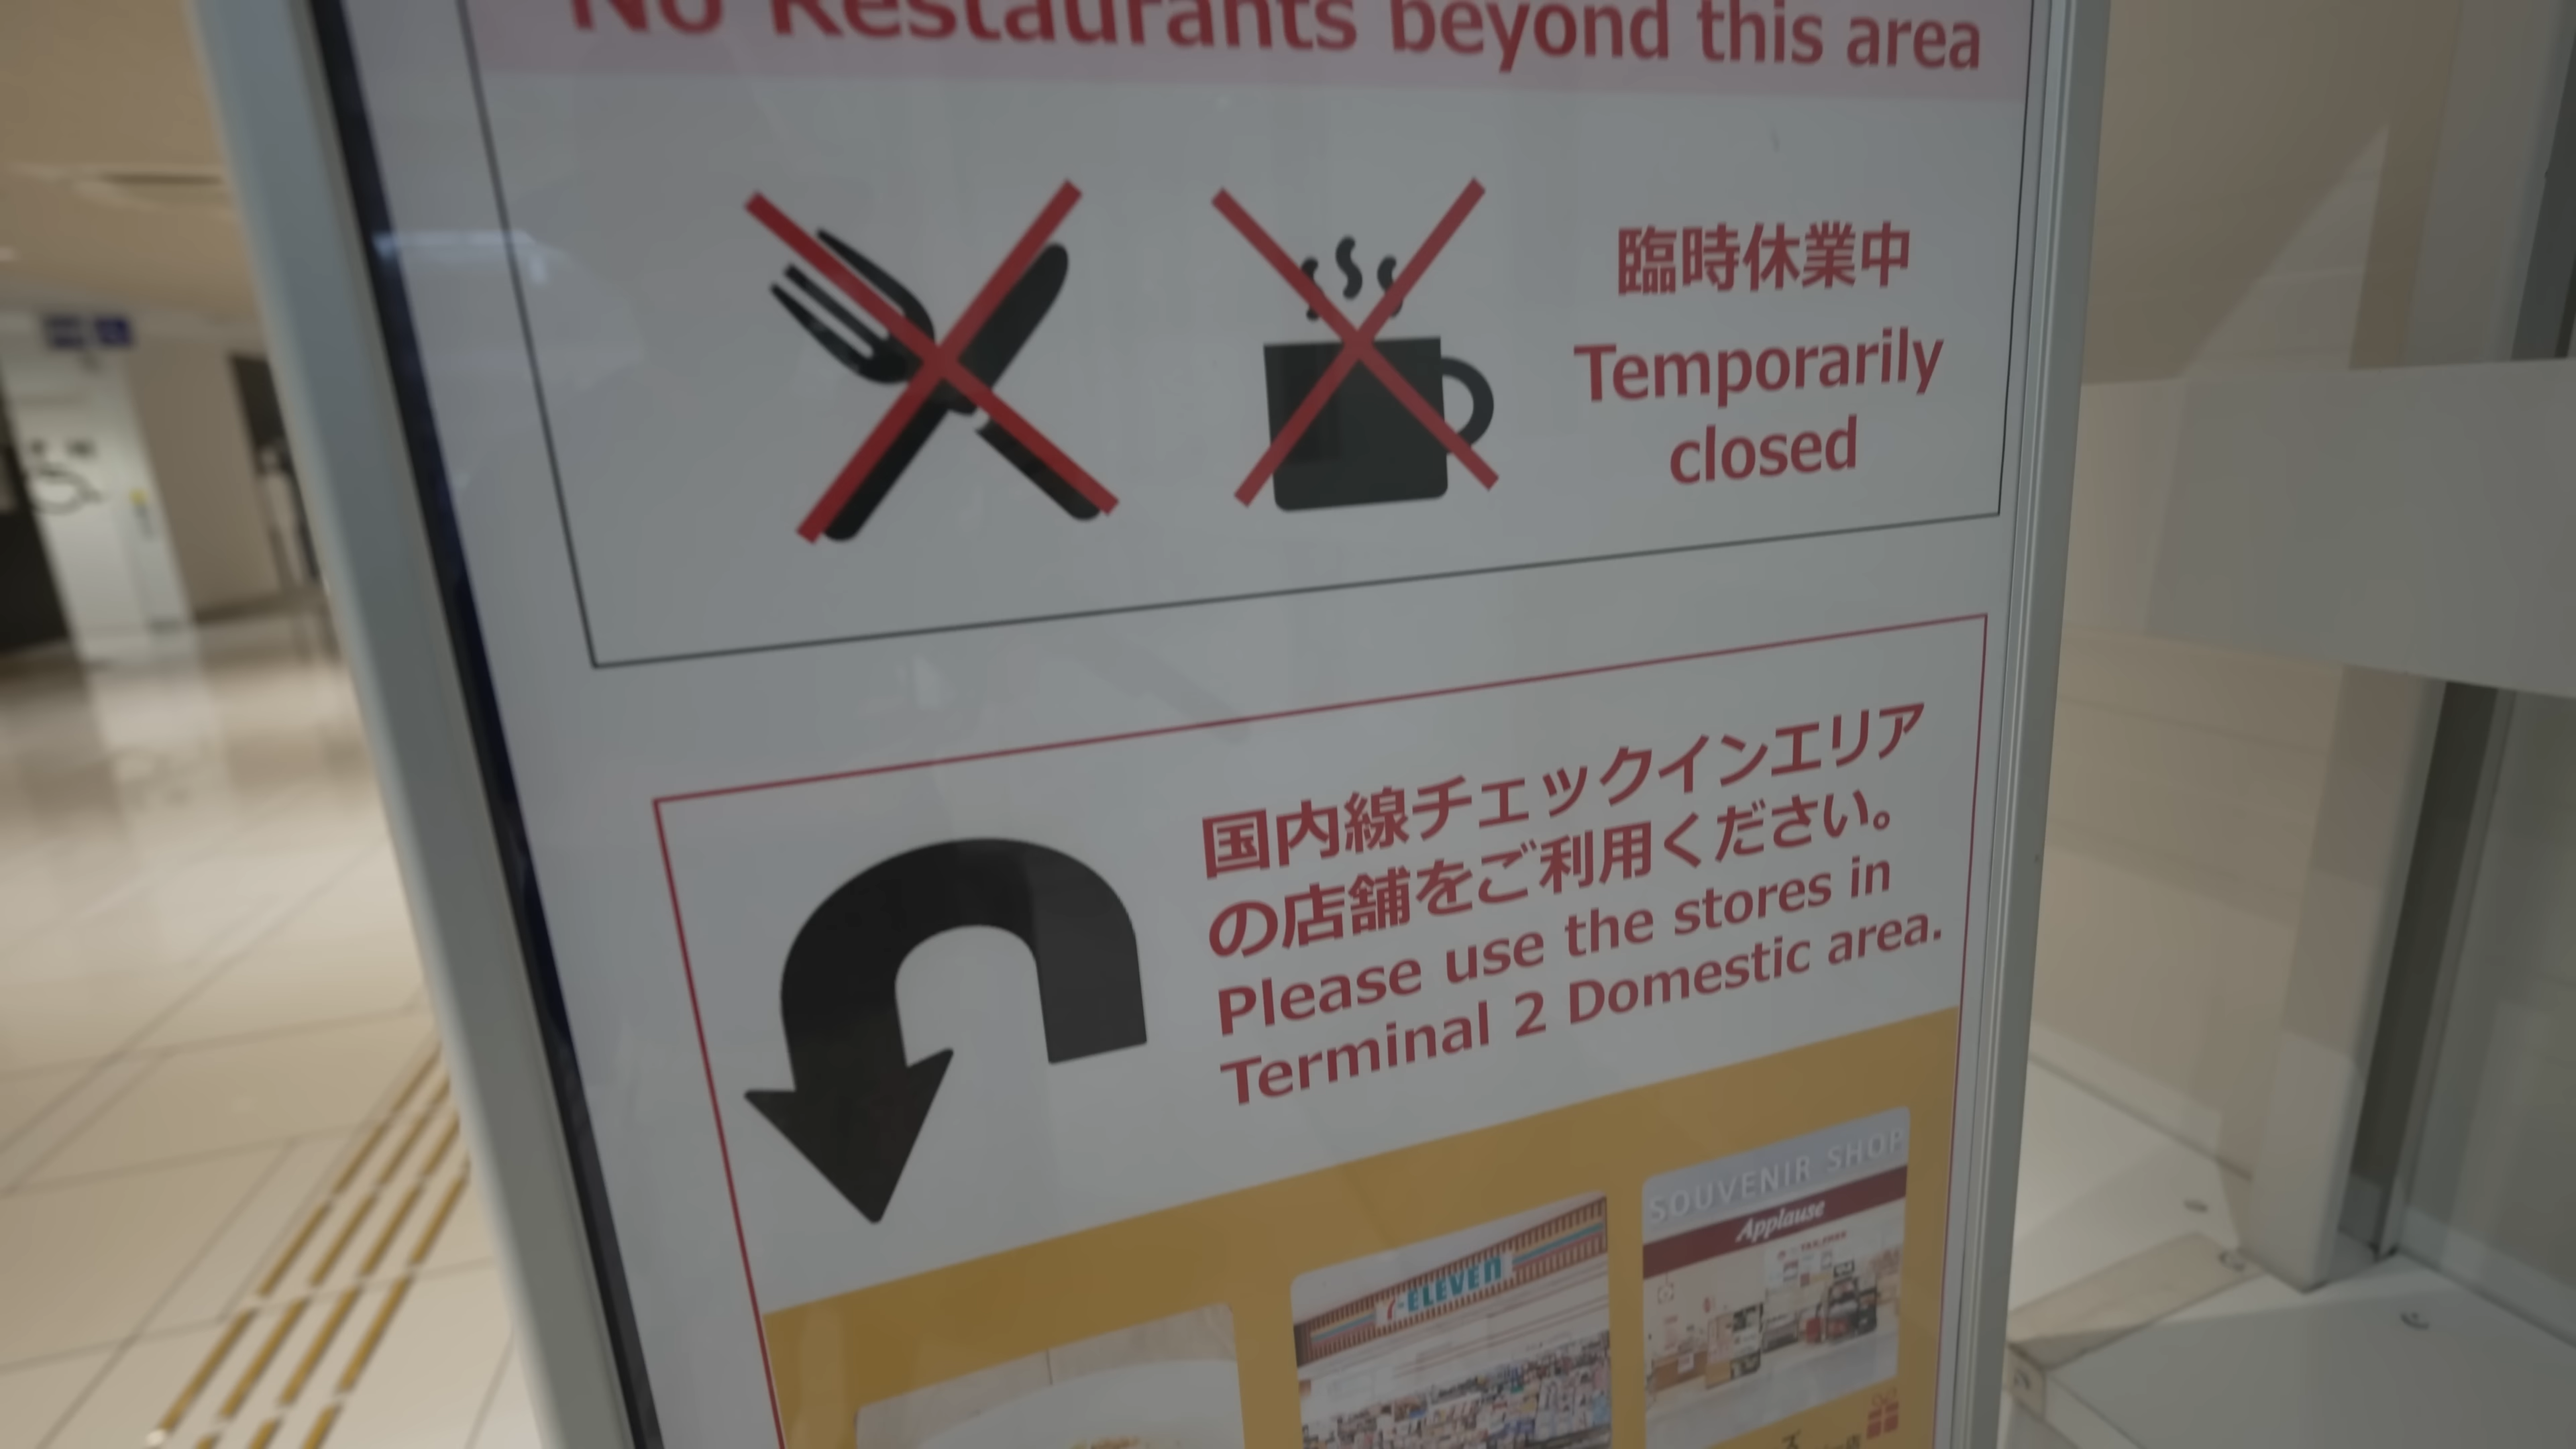 No Restaurants beyond this area
臨時休業中
Temporarily
closed
国内線チェックインエリア
の店舗をご利用ください。
Please use the stores in
Terminal 2 Domestic area.
7-ELEVEn
SOUVENIR SHOP
Applause